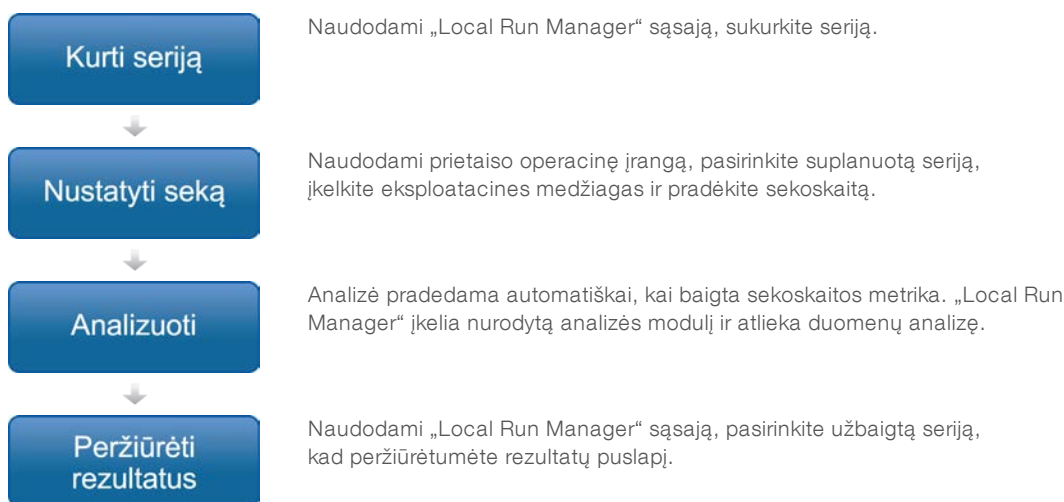 Kurti seriją
Naudodami „Local Run Manager“ sąsają, sukurkite seriją.
Nustatyti seką
Naudodami prietaiso operacinę įrangą, pasirinkite suplanuotą seriją,
įkelkite eksploatacines medžiagas ir pradėkite sekoskaitą.
Analizuoti
Analizė pradedama automatiškai, kai baigta sekoskaitos metrika. „Local Run
Manager“ įkelia nurodytą analizės modulį ir atlieka duomenų analizę.
Peržiūrėti
rezultatus
Naudodami „Local Run Manager“ sąsają, pasirinkite užbaigtą seriją,
kad peržiūrėtumėte rezultatų puslapį.